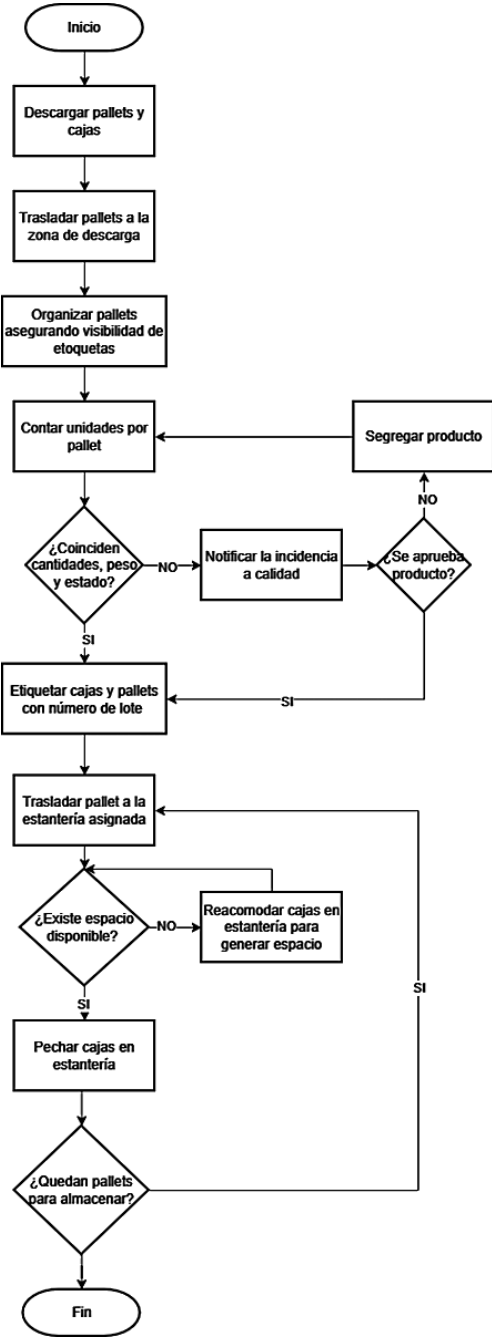 Inicio
Descargar pallets y
cajas
Trasladar pallets a la
zona de descarga
Organizar pallets
asegurando visibilidad de
etoquetas
Contar unidades por
pallet
Segregar producto
NO
¿Coinciden
cantidades, peso
y estado?
NO
Notificar la incidencia
a calidad
¿Se aprueba
producto?
SI
SI
Etiquetar cajas y pallets
con número de lote
Trasladar pallet a la
estantería asignada
¿Existe espacio
disponible?
NO
Reacomodar cajas en
estantería para
generar espacio
SI
SI
Pechar cajas en
estantería
¿Quedan pallets
para almacenar?
Fin